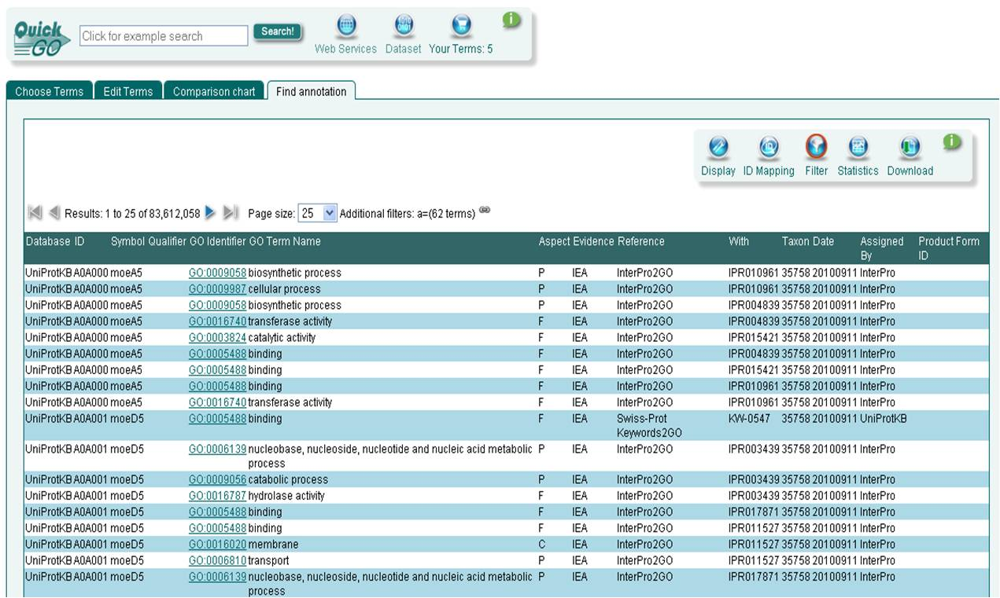 Quick GO
Click for example search
Search!
Web Services Dataset Your Terms: 5
Choose Terms Edit Terms Comparison chart Find annotation
Display ID Mapping Filter Statistics Download
Results: 1 to 25 of 83,612,058 Page size: 25 Additional filters: a=(62 terms)
Database ID Symbol Qualifier GO Identifier GO Term Name Aspect Evidence Reference With Taxon Date Assigned By Product Form ID
UniProtKB A0A000 moeA5 GO:0009058 biosynthetic process P IEA InterPro2GO IPR010961 35758 20100911 InterPro
UniProtKB A0A000 moeA5 GO:0009987 cellular process P IEA InterPro2GO IPR010961 35758 20100911 InterPro
UniProtKB A0A000 moeA5 GO:0009058 biosynthetic process P IEA InterPro2GO IPR004839 35758 20100911 InterPro
UniProtKB A0A000 moeA5 GO:0016740 transferase activity F IEA InterPro2GO IPR004839 35758 20100911 InterPro
UniProtKB A0A000 moeA5 GO:0003824 catalytic activity F IEA InterPro2GO IPR015421 35758 20100911 InterPro
UniProtKB A0A000 moeA5 GO:0005488 binding F IEA InterPro2GO IPR004839 35758 20100911 InterPro
UniProtKB A0A000 moeA5 GO:0005488 binding F IEA InterPro2GO IPR015421 35758 20100911 InterPro
UniProtKB A0A000 moeA5 GO:0005488 binding F IEA InterPro2GO IPR010961 35758 20100911 InterPro
UniProtKB A0A000 moeA5 GO:0016740 transferase activity F IEA InterPro2GO IPR010961 35758 20100911 InterPro
UniProtKB A0A001 moeD5 GO:0005488 binding F IEA Swiss-Prot Keywords2GO KW-0547 35758 20100911 UniProtKB
UniProtKB A0A001 moeD5 GO:0006139 nucleobase, nucleoside, nucleotide and nucleic acid metabolic process P IEA InterPro2GO IPR003439 35758 20100911 InterPro
UniProtKB A0A001 moeD5 GO:0009056 catabolic process P IEA InterPro2GO IPR003439 35758 20100911 InterPro
UniProtKB A0A001 moeD5 GO:0016787 hydrolase activity F IEA InterPro2GO IPR003439 35758 20100911 InterPro
UniProtKB A0A001 moeD5 GO:0005488 binding F IEA InterPro2GO IPR017871 35758 20100911 InterPro
UniProtKB A0A001 moeD5 GO:0005488 binding F IEA InterPro2GO IPR011527 35758 20100911 InterPro
UniProtKB A0A001 moeD5 GO:0016020 membrane C IEA InterPro2GO IPR011527 35758 20100911 InterPro
UniProtKB A0A001 moeD5 GO:0006810 transport P IEA InterPro2GO IPR011527 35758 20100911 InterPro
UniProtKB A0A001 moeD5 GO:0006139 nucleobase, nucleoside, nucleotide and nucleic acid metabolic process P IEA InterPro2GO IPR017871 35758 20100911 InterPro